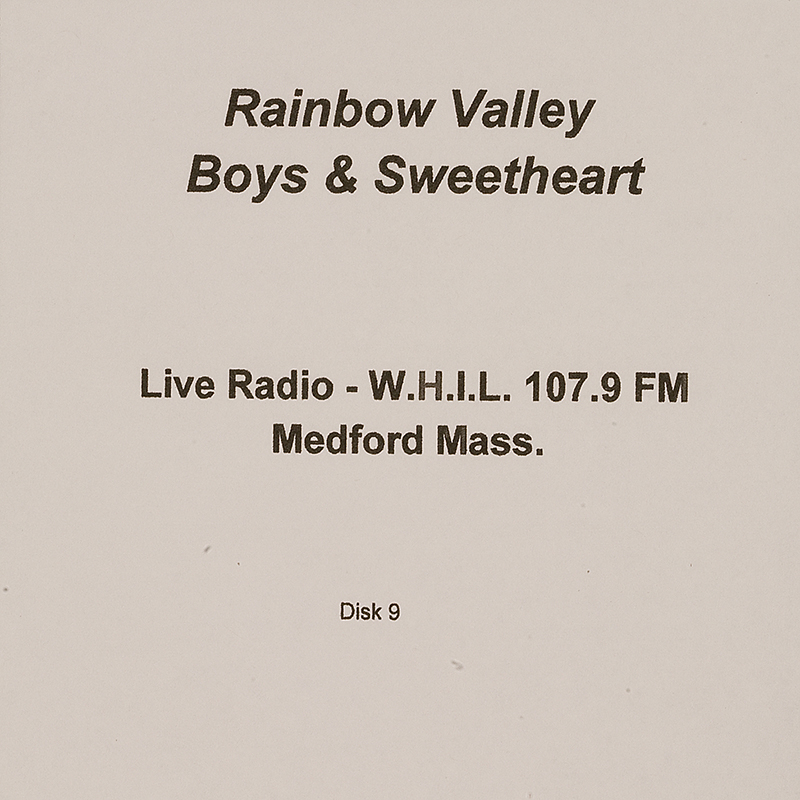 Rainbow Valley
Boys & Sweetheart
Live Radio - W.H.I.L. 107.9 FM
Medford Mass.
Disk 9